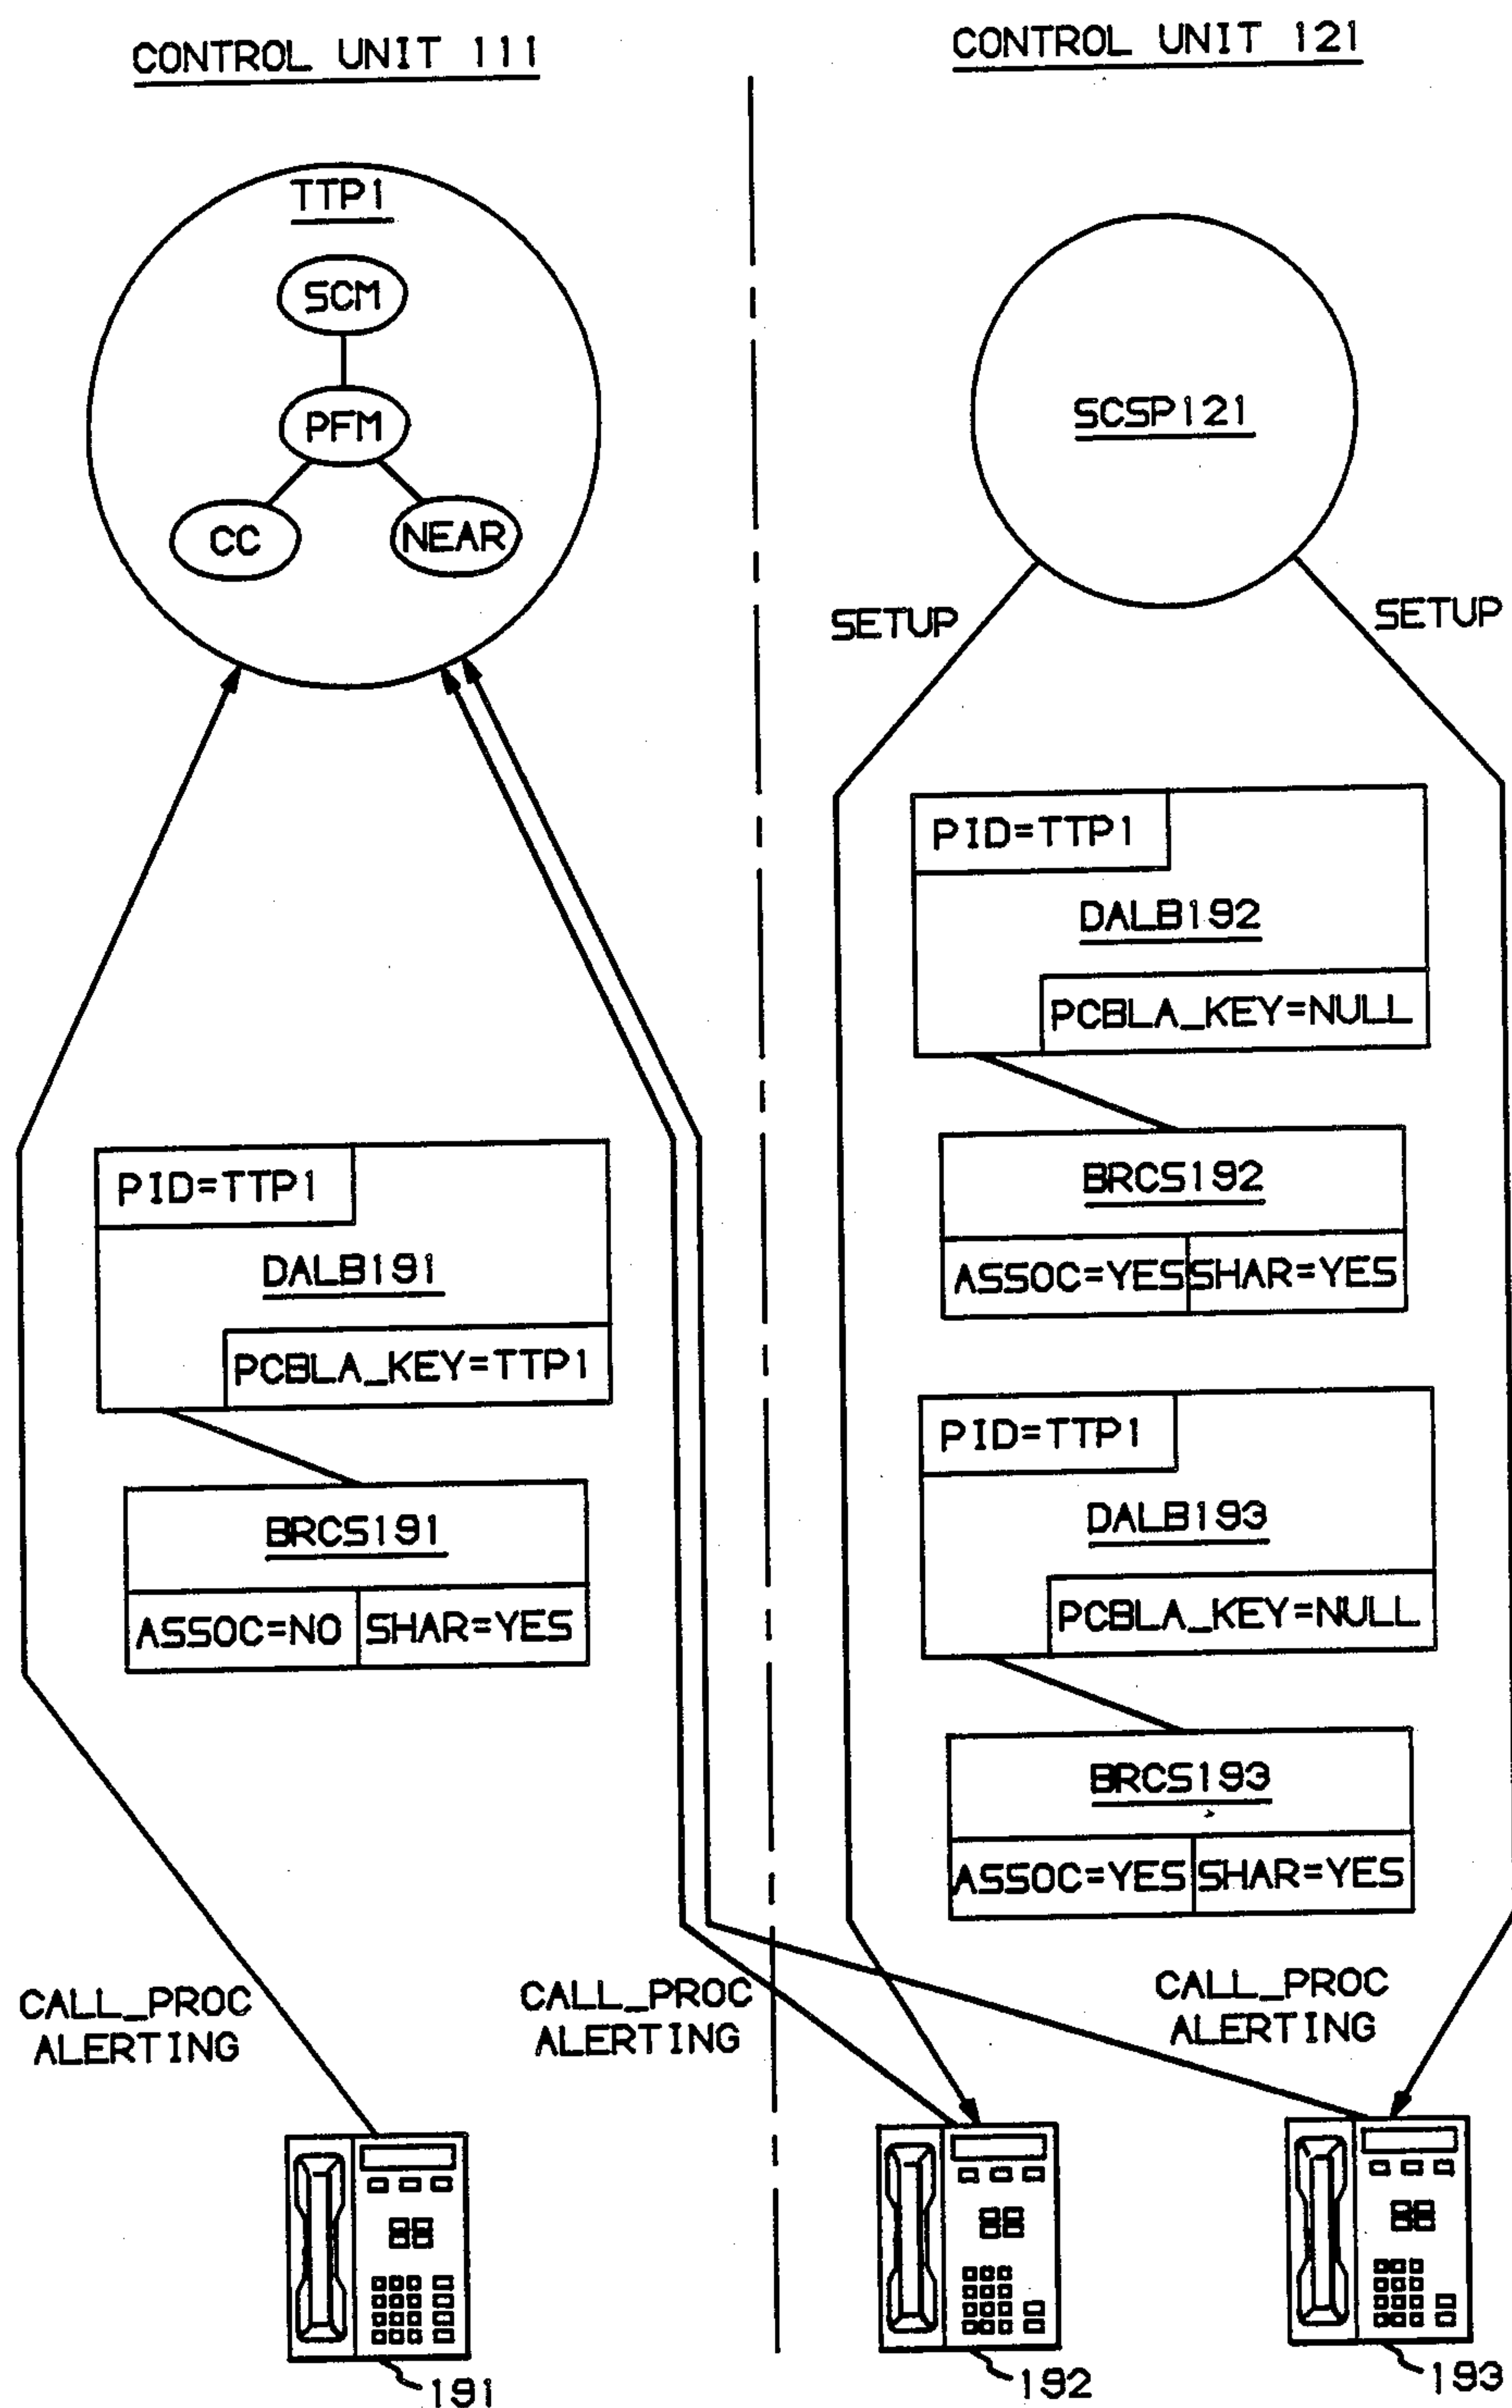 CONTROL UNIT 111
TTP1
SCM
PFM
CC
NEAR
PID=TTP1
DALB191
PCBLA_KEY=TTP1
BRCS191
ASSOC=NO
SHAR=YES
CALL_PROC
ALERTING
CALL_PROC
ALERTING
191
CONTROL UNIT 121
SCSP121
SETUP
SETUP
PID=TTP1
DALB192
PCBLA_KEY=NULL
BRCS192
ASSOC=YES
SHAR=YES
PID=TTP1
DALB193
PCBLA_KEY=NULL
BRCS193
ASSOC=YES
SHAR=YES
CALL_PROC
ALERTING
192
193